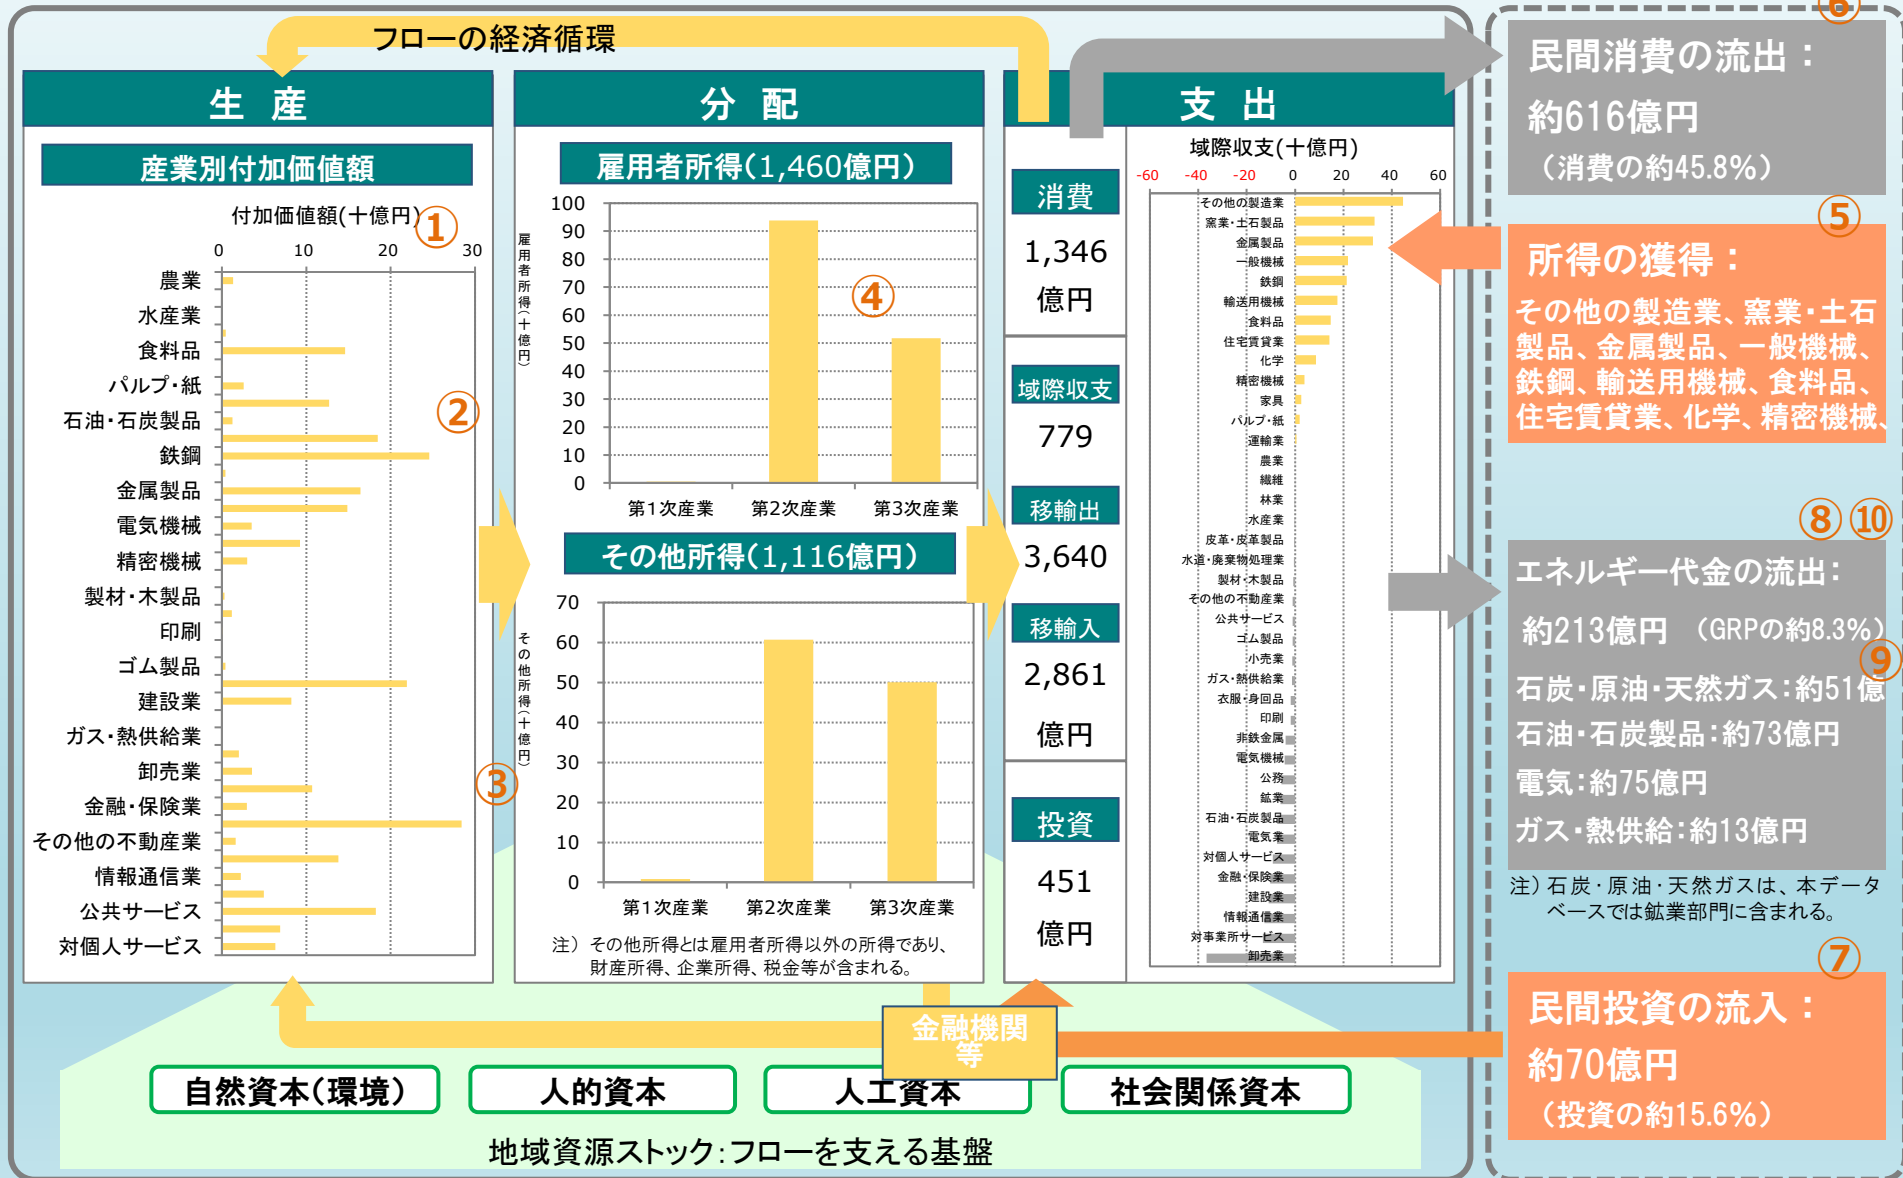 フローの経済循環
生 産
産業別付加価値額
付加価値額(十億円)
①
0 10 20 30
農業
水産業
食料品
パルプ・紙
石油・石炭製品
②
鉄鋼
金属製品
電気機械
精密機械
製材・木製品
印刷
ゴム製品
建設業
ガス・熱供給業
卸売業
③
金融・保険業
その他の不動産業
情報通信業
公共サービス
対個人サービス
分 配
雇用者所得(1,460億円)
雇用者所得(十億円)
100
90
80
70
60
50
40
30
20
10
0
④
第1次産業 第2次産業 第3次産業
その他所得(1,116億円)
その他所得(十億円)
70
60
50
40
30
20
10
0
第1次産業 第2次産業 第3次産業
注) その他所得とは雇用者所得以外の所得であり、
財産所得、企業所得、税金等が含まれる。
支 出
消費
1,346
億円
域際収支
779
移輸出
3,640
移輸入
2,861
億円
投資
451
億円
域際収支(十億円)
-60 -40 -20 0 20 40 60
その他の製造業
窯業・土石製品
金属製品
一般機械
鉄鋼
輸送用機械
食料品
住宅賃貸業
化学
精密機械
家具
パルプ・紙
運輸業
農業
繊維
林業
水産業
皮革・皮革製品
水道・廃棄物処理業
製材・木製品
その他の不動産業
公共サービス
ゴム製品
小売業
ガス・熱供給業
衣服・身回品
印刷
非鉄金属
電気機械
公務
鉱業
石油・石炭製品
電気業
対個人サービス
金融・保険業
建設業
情報通信業
対事業所サービス
卸売業
⑥
民間消費の流出：
約616億円
（消費の約45.8%）
⑤
所得の獲得：
その他の製造業、窯業・土石
製品、金属製品、一般機械、
鉄鋼、輸送用機械、食料品、
住宅賃貸業、化学、精密機械、
⑧ ⑩
エネルギー代金の流出：
約213億円 （GRPの約8.3%）
⑨
石炭・原油・天然ガス：約51億
石油・石炭製品：約73億円
電気：約75億円
ガス・熱供給：約13億円
注) 石炭・原油・天然ガスは、本データ
ベースでは鉱業部門に含まれる。
⑦
民間投資の流入：
約70億円
（投資の約15.6%）
金融機関
等
自然資本(環境) 人的資本 人工資本 社会関係資本
地域資源ストック：フローを支える基盤